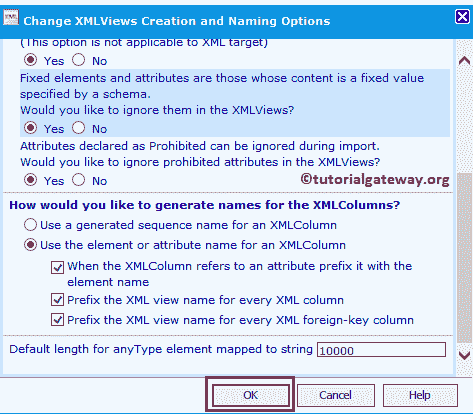 XML
Change XMLViews Creation and Naming Options
(This option is not applicable to XML target)
Yes No
Fixed elements and attributes are those whose content is a fixed value
specified by a schema.
Would you like to ignore them in the XMLViews?
Yes No
Attributes declared as Prohibited can be ignored during import.
Would you like to ignore prohibited attributes in the XMLViews?
Yes No
©tutorialgateway.org
How would you like to generate names for the XMLColumns?
Use a generated sequence name for an XMLColumn
Use the element or attribute name for an XMLColumn
When the XMLColumn refers to an attribute prefix it with the
element name
Prefix the XML view name for every XML column
Prefix the XML view name for every XML foreign-key column
Default length for anyType element mapped to string 10000
OK Cancel Help